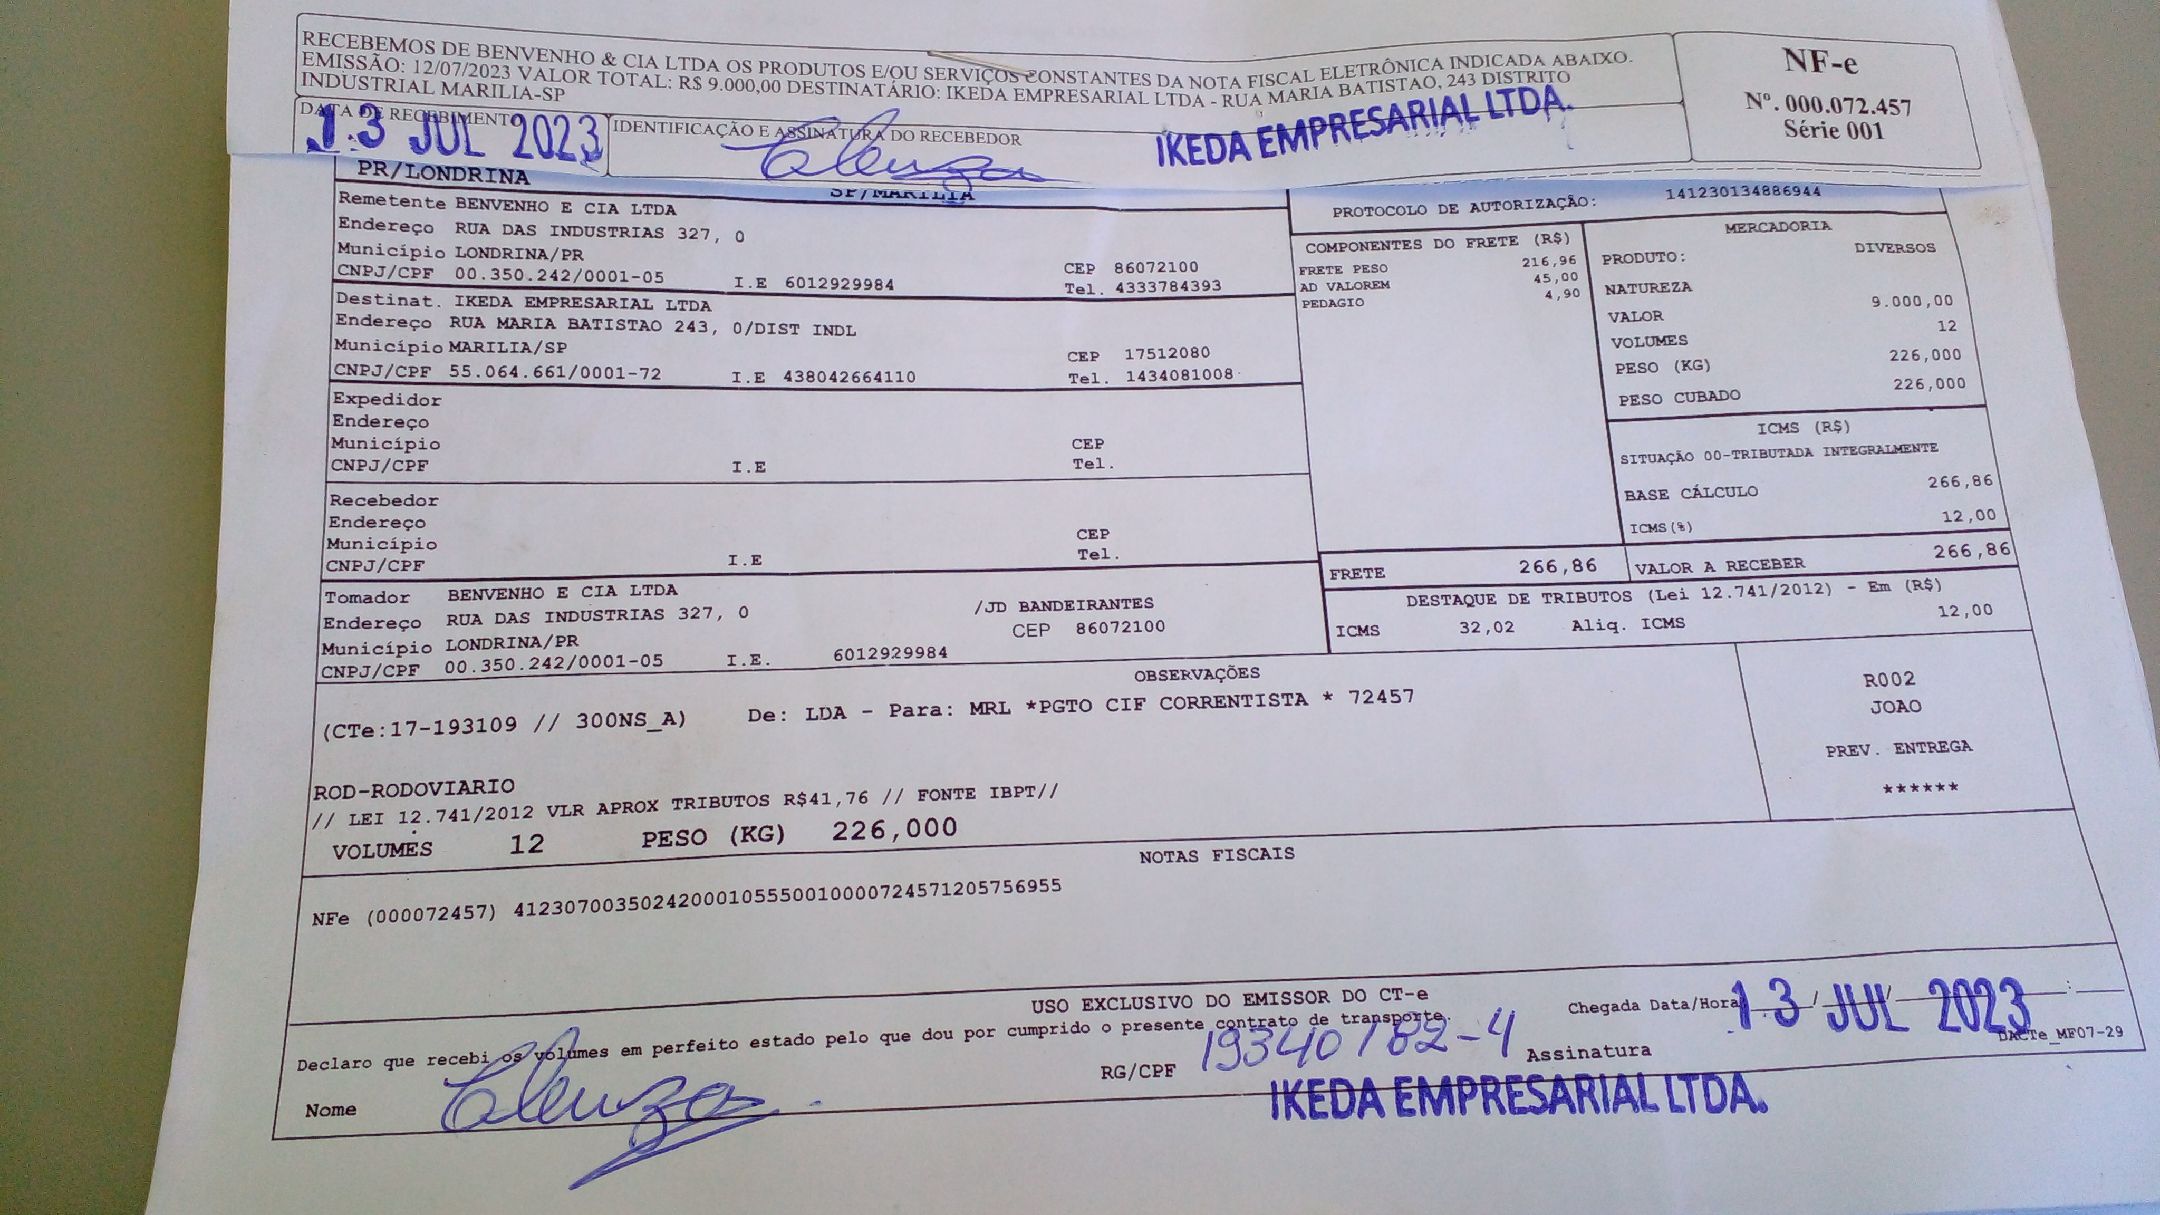 RECEBEMOS DE BENVENHO & CIA LTDA OS PRODUTOS E/OU SERVIÇOS CONSTANTES DA NOTA FISCAL ELETRÔNICA INDICADA ABAIXO.
EMISSÃO: 12/07/2023 VALOR TOTAL: R$ 9.000,00 DESTINATÁRIO: IKEDA EMPRESARIAL LTDA - RUA MARIA BATISTAO, 243 DISTRITO
INDUSTRIAL MARILIA-SP
NF-e
Nº. 000.072.457
Série 001
DATA DE RECEBIMENTO
13 JUL 2023
IDENTIFICAÇÃO E ASSINATURA DO RECEBEDOR
IKEDA EMPRESARIAL LTDA.
PR/LONDRINA
SP/MARILIA
PROTOCOLO DE AUTORIZAÇÃO: 141230134886944
Remetente BENVENHO E CIA LTDA
Endereço RUA DAS INDUSTRIAS 327, 0
Município LONDRINA/PR CEP 86072100
CNPJ/CPF 00.350.242/0001-05 I.E 6012929984 Tel. 4333784393
Destinat. IKEDA EMPRESARIAL LTDA
Endereço RUA MARIA BATISTAO 243, 0/DIST INDL
Município MARILIA/SP CEP 17512080
CNPJ/CPF 55.064.661/0001-72 I.E 438042664110 Tel. 1434081008
Expedidor
Endereço
Município CEP
CNPJ/CPF I.E Tel.
Recebedor
Endereço
Município CEP
CNPJ/CPF I.E Tel.
Tomador BENVENHO E CIA LTDA
Endereço RUA DAS INDUSTRIAS 327, 0 /JD BANDEIRANTES
Município LONDRINA/PR CEP 86072100
CNPJ/CPF 00.350.242/0001-05 I.E. 6012929984
COMPONENTES DO FRETE (R$)
FRETE PESO 216,96
AD VALOREM 45,00
PEDAGIO 4,90
MERCADORIA
PRODUTO: DIVERSOS
NATUREZA
VALOR 9.000,00
VOLUMES 12
PESO (KG) 226,000
PESO CUBADO 226,000
ICMS (R$)
SITUAÇÃO 00-TRIBUTADA INTEGRALMENTE
BASE CÁLCULO 266,86
ICMS(%) 12,00
FRETE 266,86 VALOR A RECEBER 266,86
DESTAQUE DE TRIBUTOS (Lei 12.741/2012) - Em (R$)
ICMS 32,02 Aliq. ICMS 12,00
OBSERVAÇÕES
(CTe:17-193109 // 300NS_A) De: LDA - Para: MRL *PGTO CIF CORRENTISTA * 72457
R002
JOAO
PREV. ENTREGA
******
ROD-RODOVIARIO
// LEI 12.741/2012 VLR APROX TRIBUTOS R$41,76 // FONTE IBPT//
VOLUMES 12 PESO (KG) 226,000
NOTAS FISCAIS
NFe (000072457) 41230700350242000105550010000724571205756955
USO EXCLUSIVO DO EMISSOR DO CT-e
Declaro que recebi os volumes em perfeito estado pelo que dou por cumprido o presente contrato de transporte.
Chegada Data/Hora 13 JUL 2023
DACTe_MF07-29
Nome
RG/CPF 19340182-4 Assinatura
IKEDA EMPRESARIAL LTDA.